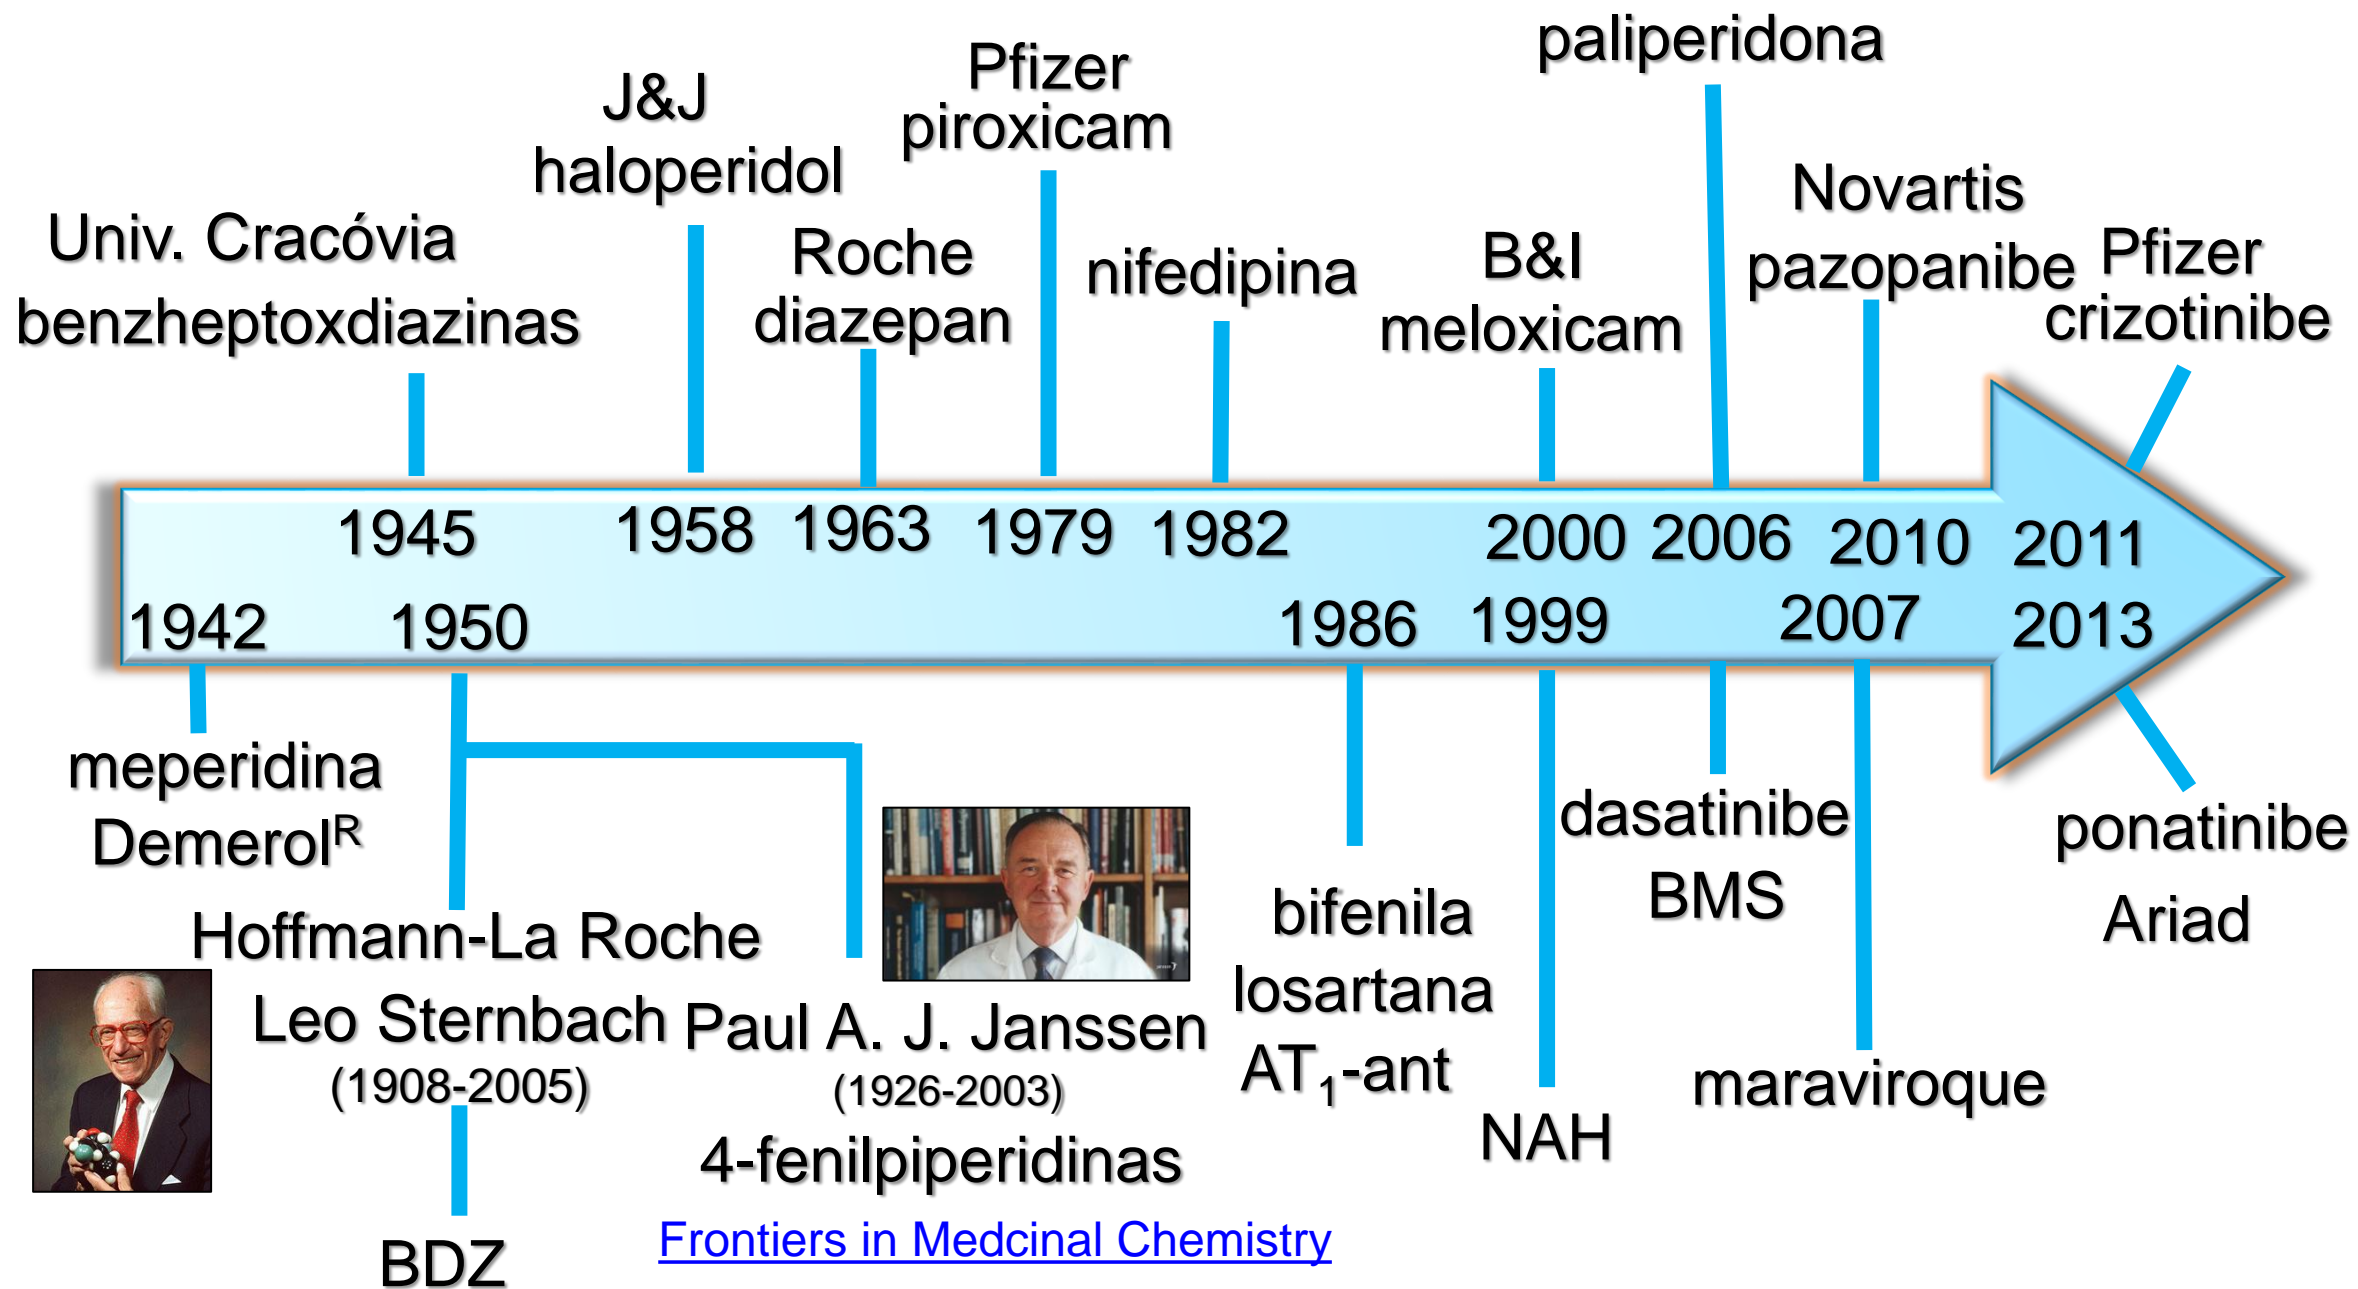 paliperidona
Pfizer
piroxicam
J&J
haloperidol
Novartis
pazopanibe
Univ. Cracóvia
benzheptoxdiazinas
Roche
diazepan
nifedipina
B&I
meloxicam
Pfizer
crizotinibe
1945
1958
1963
1979
1982
2000
2006
2010
2011
1942
1950
1986
1999
2007
2013
meperidina
Demerolᴿ
Hoffmann-La Roche
Leo Sternbach
(1908-2005)
BDZ
Paul A. J. Janssen
(1926-2003)
4-fenilpiperidinas
Frontiers in Medcinal Chemistry
bifenila
losartana
AT₁-ant
NAH
dasatinibe
BMS
maraviroque
ponatinibe
Ariad